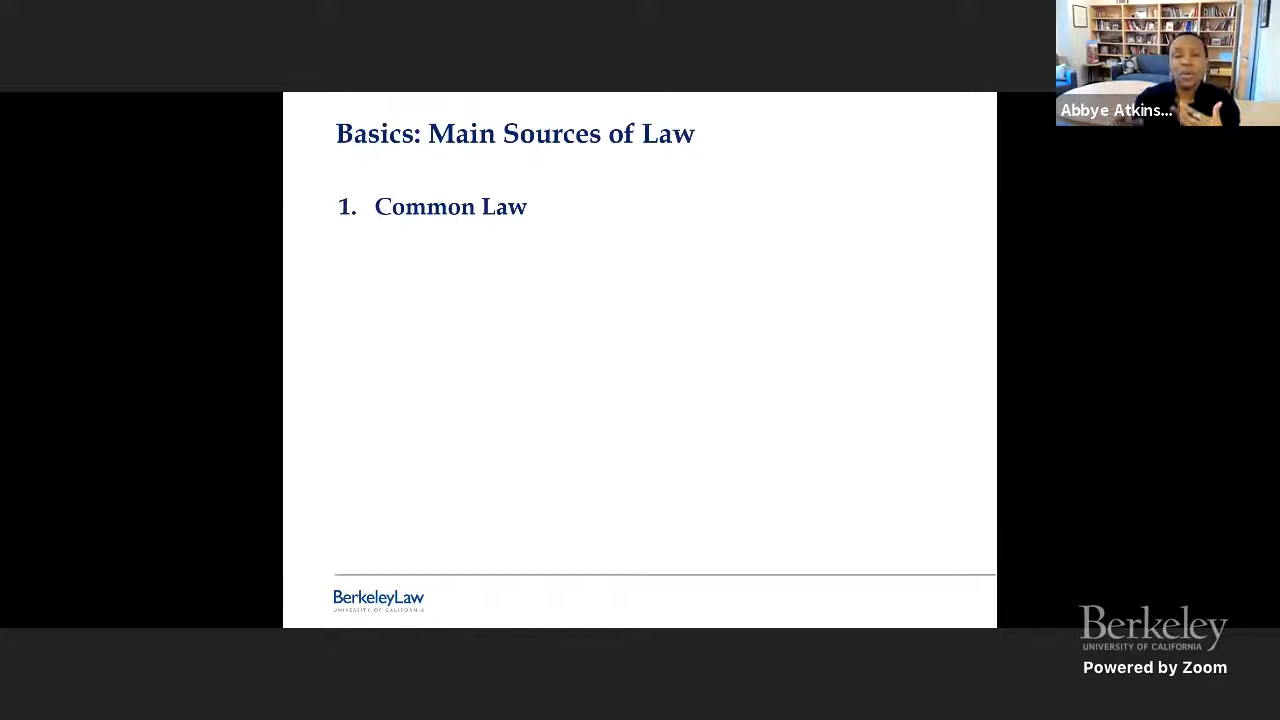 Abbye Atkins...
Basics: Main Sources of Law
1. Common Law
BerkeleyLaw
UNIVERSITY OF CALIFORNIA
Berkeley
UNIVERSITY OF CALIFORNIA
Powered by Zoom